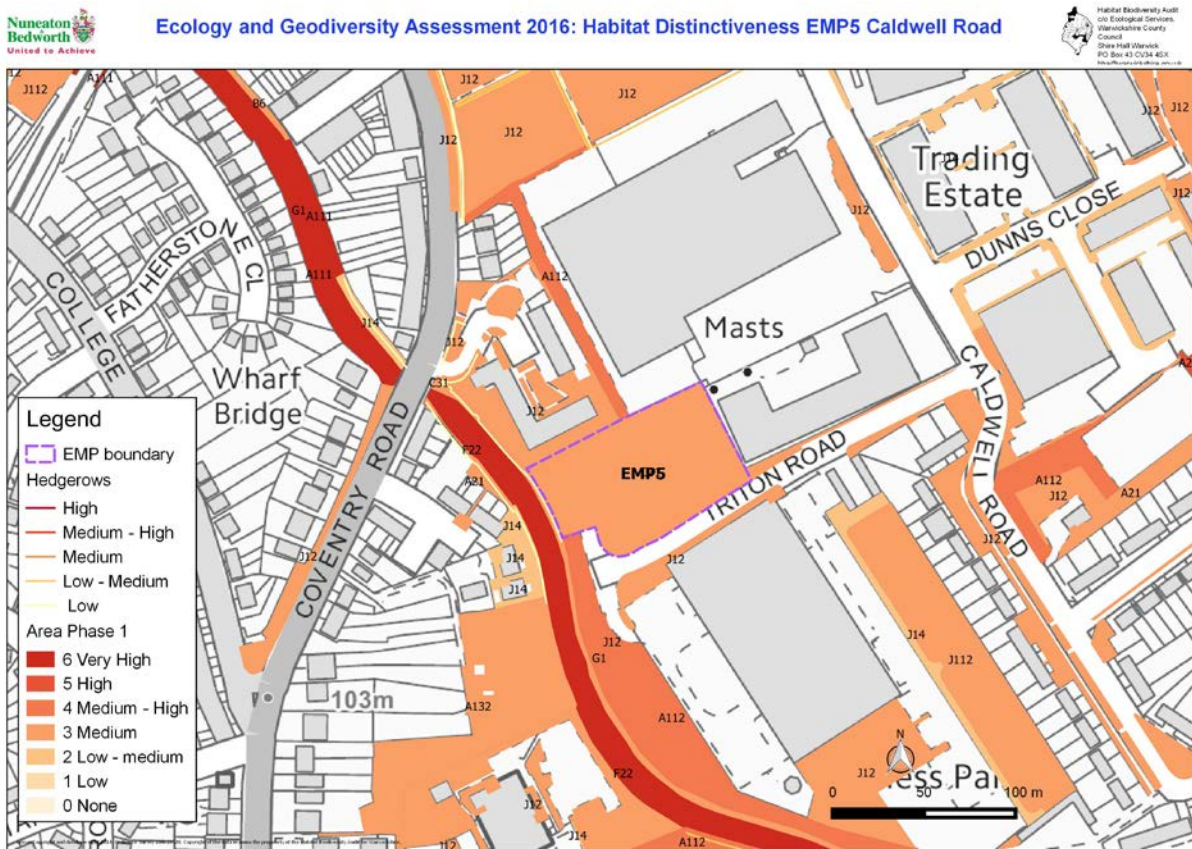 Nuneaton
Bedworth
United to Achieve
Ecology and Geodiversity Assessment 2016: Habitat Distinctiveness EMP5 Caldwell Road
Habitat Biodiversity Audit
c/o Ecological Services,
Warwickshire County
Council
Shire Hall Warwick
PO Box 43 CV34 4SX
12
A111
J112
B6
J12
J12
J12
J12
J12
J12
Trading
Estate
DUNNS CLOSE
J12
G1
A111
A111
FATHERSTONE CL
COLLEGE
J14
A112
J12
Masts
J12
Wharf
Bridge
C31
J12
COVENTRY ROAD
CALDWELL ROAD
A2
F22
A21
EMP5
TRITON ROAD
A112
J12
A21
J14
J14
J14
J12
J12
J12
J12
G1
J14
J112
103m
A132
A112
F22
J12
J12
J14
A112
ess Par
N
0 50 100 m
Legend
EMP boundary
Hedgerows
High
Medium - High
Medium
Low - Medium
Low
Area Phase 1
6 Very High
5 High
4 Medium - High
3 Medium
2 Low - medium
1 Low
0 None